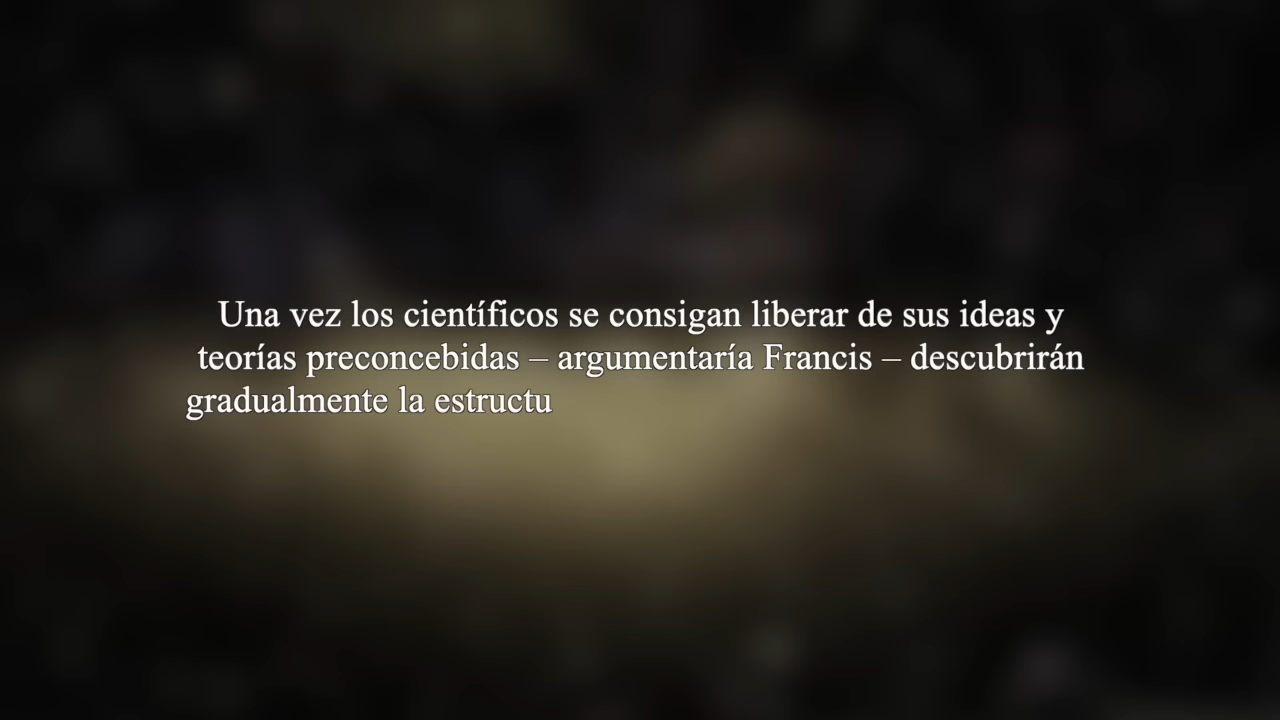 Una vez los científicos se consigan liberar de sus ideas y
teorías preconcebidas – argumentaría Francis – descubrirán
gradualmente la estructu